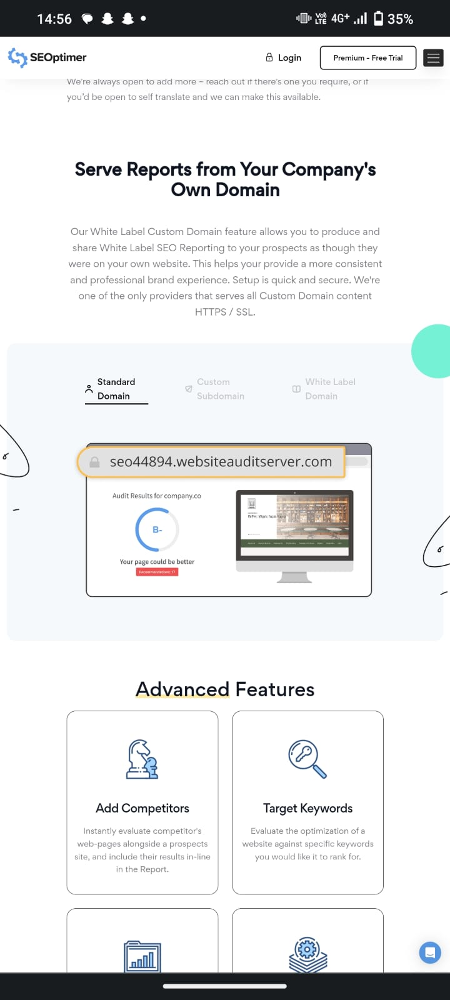 14:56
VoD LTE 4G+ 35%
SEOptimer
Login
Premium - Free Trial
We're always open to add more – reach out if there's one you require, or if
you'd be open to self translate and we can make this available.
Serve Reports from Your Company's
Own Domain
Our White Label Custom Domain feature allows you to produce and
share White Label SEO Reporting to your prospects as though they
were on your own website. This helps your provide a more consistent
and professional brand experience. Setup is quick and secure. We're
one of the only providers that serves all Custom Domain content
HTTPS / SSL.
Standard
Domain
Custom
Subdomain
White Label
Domain
seo44894.websiteauditserver.com
Audit Results for company.co
B-
Your page could be better
Recommendations: 17
WFH: Work from here
Advanced Features
Add Competitors
Instantly evaluate competitor's
web-pages alongside a prospects
site, and include their results in-line
in the Report.
Target Keywords
Evaluate the optimization of a
website against specific keywords
you would like it to rank for.